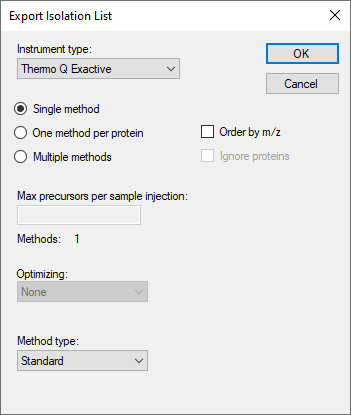 Export Isolation List
Instrument type:
Thermo Q Exactive
OK
Cancel
Single method
One method per protein
Order by m/z
Multiple methods
Ignore proteins
Max precursors per sample injection:
Methods: 1
Optimizing:
None
Method type:
Standard